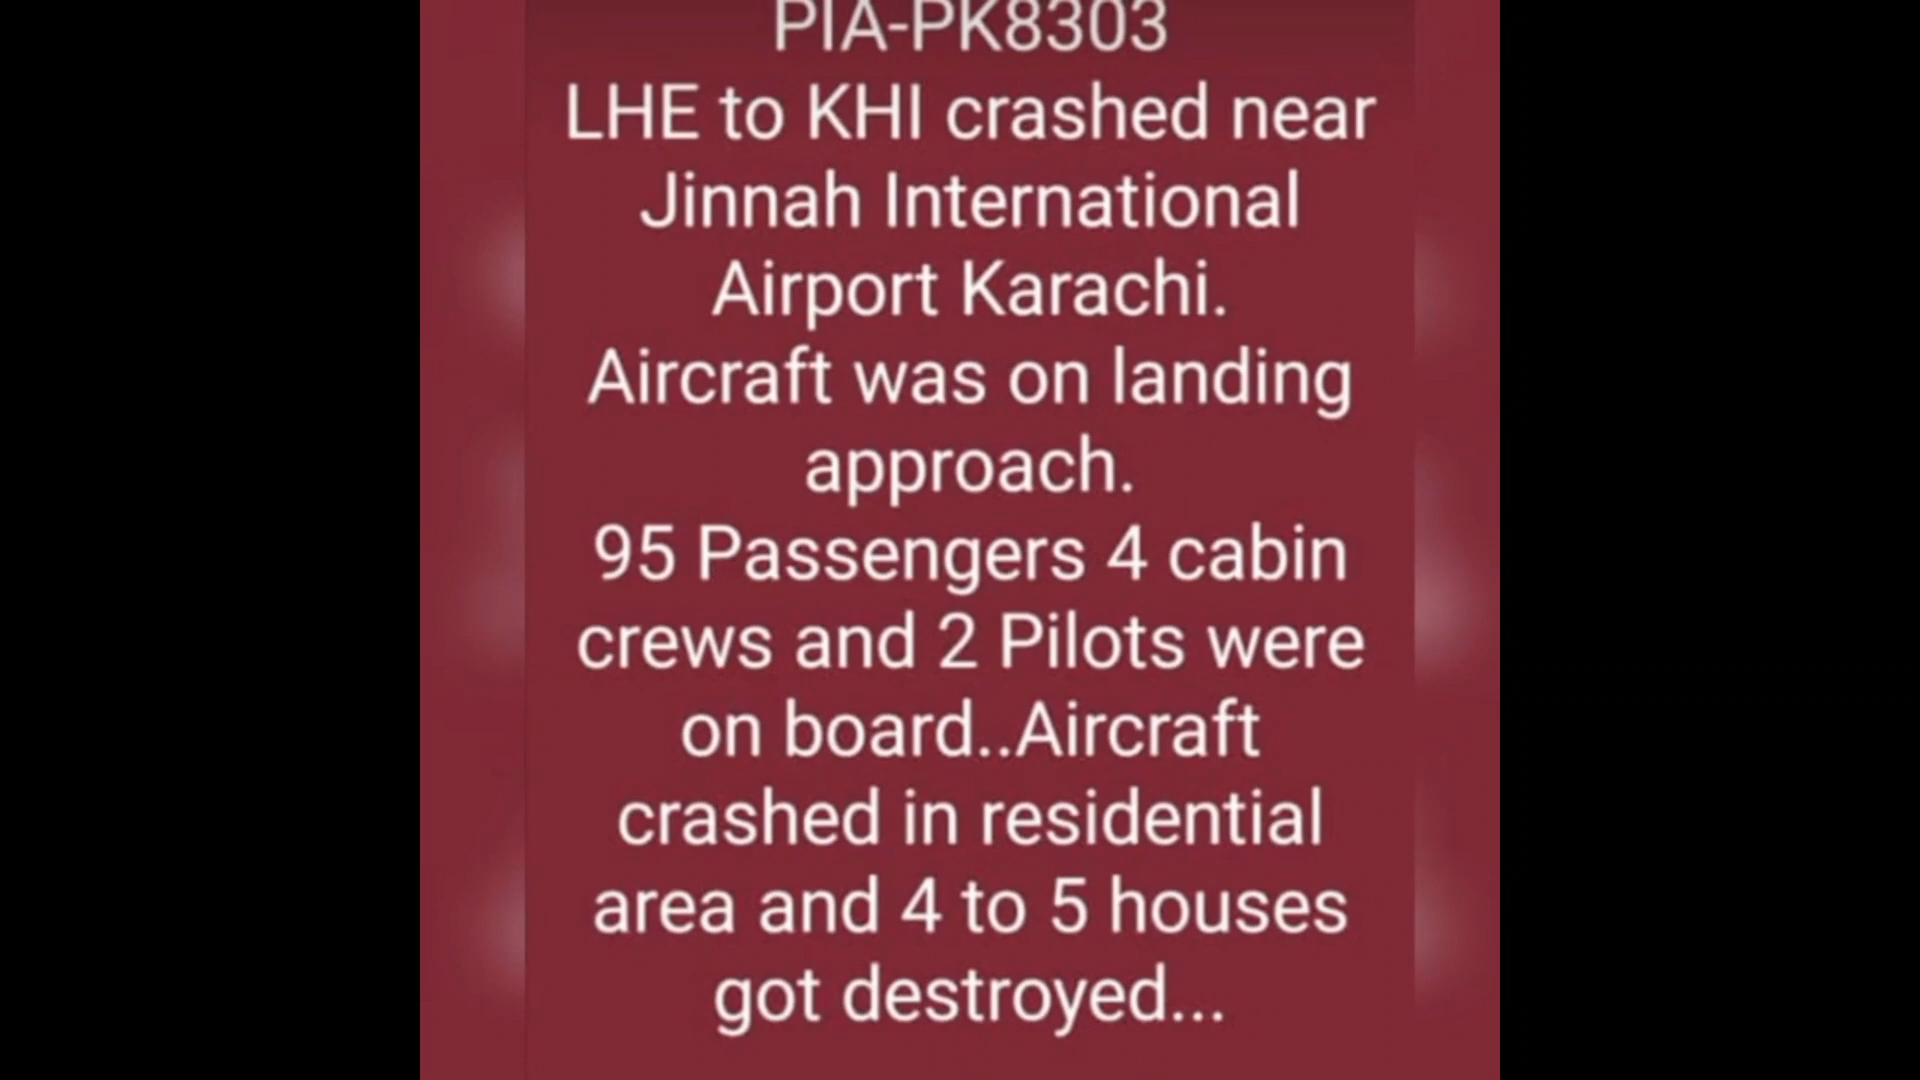 PIA-PK8303
LHE to KHI crashed near
Jinnah International
Airport Karachi.
Aircraft was on landing
approach.
95 Passengers 4 cabin
crews and 2 Pilots were
on board..Aircraft
crashed in residential
area and 4 to 5 houses
got destroyed...